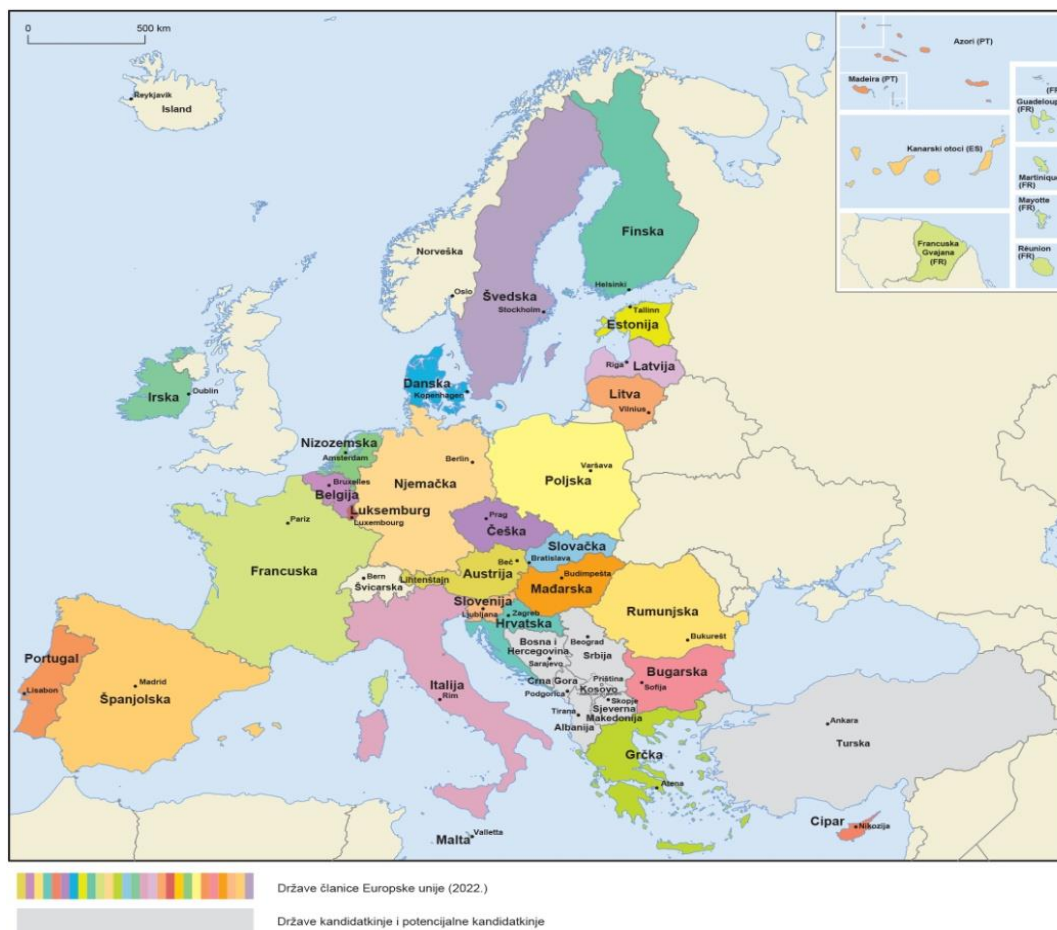 0 500 km
Reykjavik
Island
Azori (PT)
Madeira (PT)
(FR)
Guadeloup
(FR)
Kanarski otoci (ES)
Martinique
(FR)
Mayotte
(FR)
Francuska
Gvajana
(FR)
Réunion
(FR)
Norveška
Finska
Oslo
Helsinki
Švedska
Stockholm
Tallinn
Estonija
Riga
Latvija
Danska
Kopenhagen
Litva
Vilnius
Irska
Dublin
Nizozemska
Amsterdam
Berlin
Varšava
Njemačka
Poljska
Bruxelles
Belgija
Luksemburg
Luxembourg
Pariz
Prag
Češka
Slovačka
Bratislava
Beč
Austrija
Budimpešta
Mađarska
Francuska
Bern
Švicarska
Lihtenštajn
Slovenija
Ljubljana
Zagreb
Hrvatska
Rumunjska
Bukurešt
Bosna i
Hercegovina
Sarajevo
Beograd
Srbija
Portugal
Lisabon
Madrid
Španjolska
Italija
Rim
Crna Gora
Podgorica
Priština
Kosovo
Bugarska
Sofija
Skopje
Sjeverna
Makedonija
Tirana
Albanija
Ankara
Turska
Grčka
Atena
Malta
Valletta
Cipar
Nikozija
Države članice Europske unije (2022.)
Države kandidatkinje i potencijalne kandidatkinje